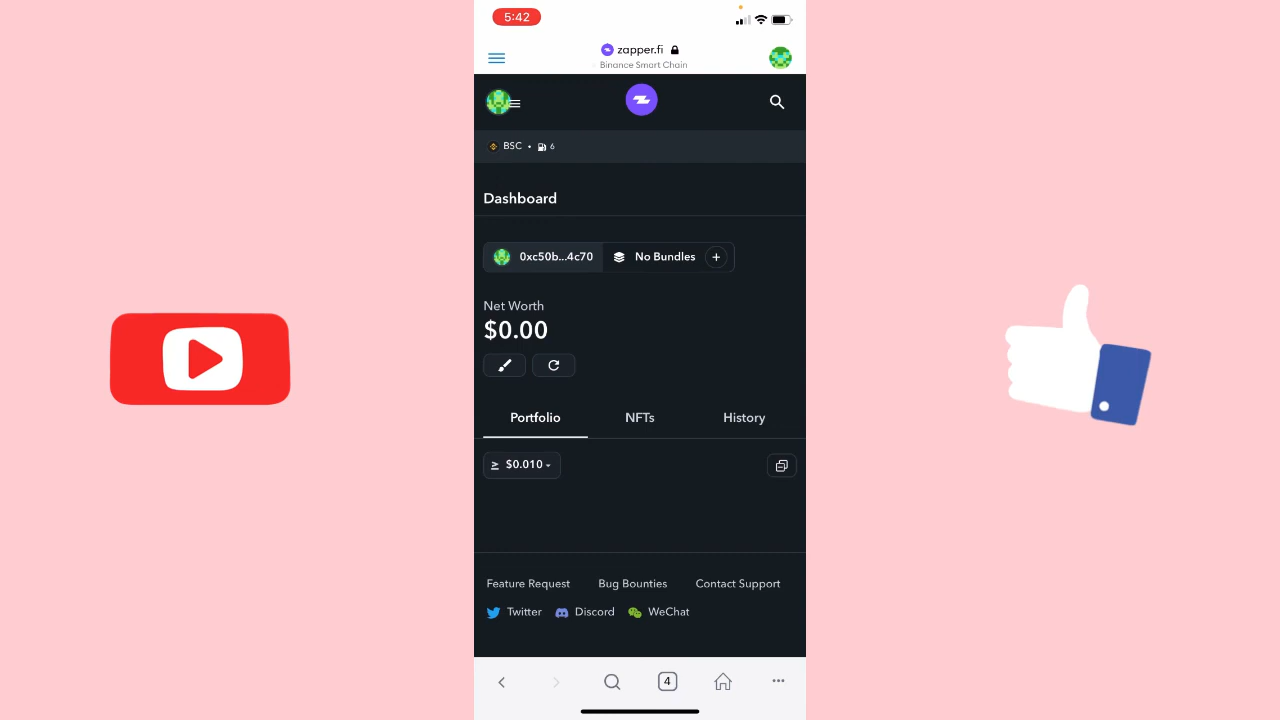 5:42
zapper.fi
Binance Smart Chain
BSC • 6
Dashboard
0xc50b...4c70 No Bundles +
Net Worth
$0.00
Portfolio NFTs History
≥ $0.010
Feature Request Bug Bounties Contact Support
Twitter Discord WeChat
4